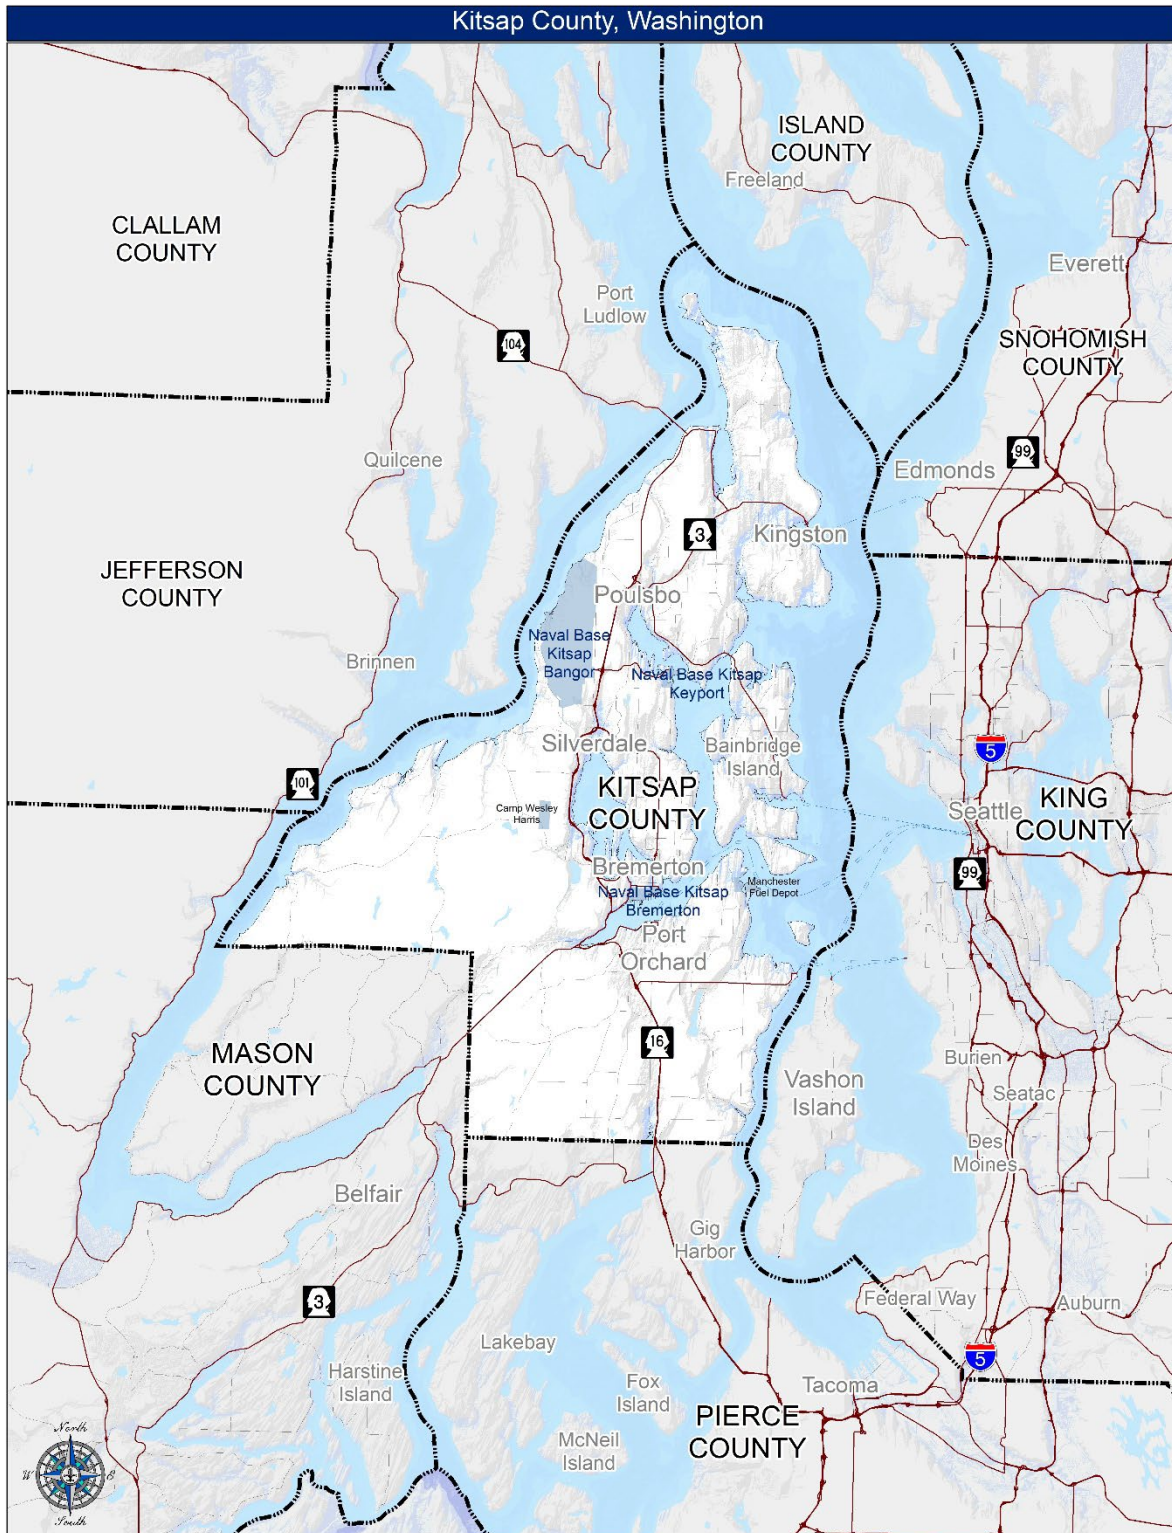 Kitsap County, Washington
ISLAND
COUNTY
Freeland
CLALLAM
COUNTY
Everett
Port
Ludlow
104
SNOHOMISH
COUNTY
99
Edmonds
Quilcene
3
Kingston
JEFFERSON
COUNTY
Poulsbo
Naval Base
Kitsap
Bangor
Brinnen
Naval Base Kitsap
Keyport
Silverdale
Bainbridge
Island
5
101
KITSAP
COUNTY
Camp Wesley
Harris
Seattle
KING
COUNTY
Bremerton
99
Manchester
Fuel Depot
Naval Base Kitsap
Bremerton
Port
Orchard
16
MASON
COUNTY
Burien
Vashon
Island
Seatac
Des
Moines
Belfair
Gig
Harbor
3
Federal Way
Auburn
Lakebay
5
Harstine
Island
Fox
Island
Tacoma
PIERCE
COUNTY
McNeil
Island
North
W
E
South